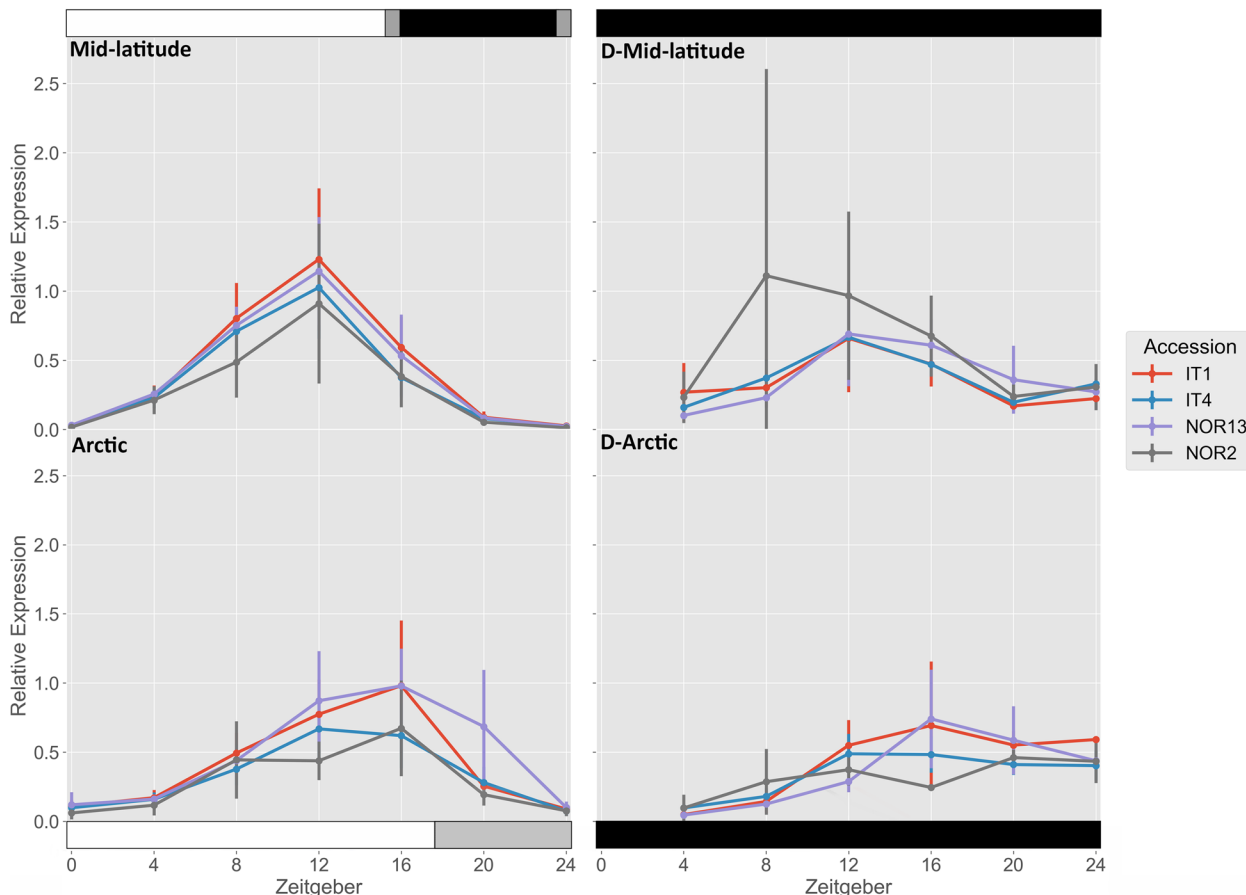 Mid-latitude
D-Mid-latitude
2.5
2.0
1.5
1.0
0.5
0.0
Relative Expression
Arctic
D-Arctic
2.5
2.0
1.5
1.0
0.5
0.0
Relative Expression
0 4 8 12 16 20 24
Zeitgeber
0 4 8 12 16 20 24
Zeitgeber
Accession
IT1
IT4
NOR13
NOR2